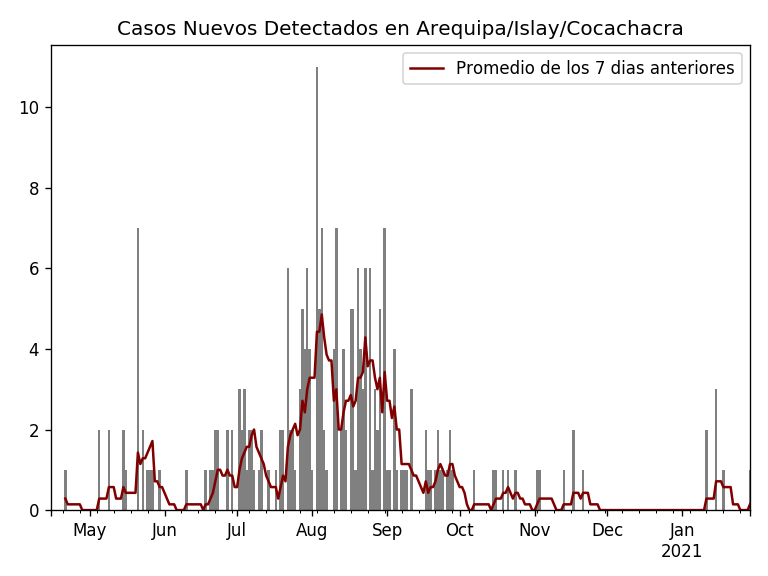 Casos Nuevos Detectados en Arequipa/Islay/Cocachacra
Promedio de los 7 dias anteriores
10
8
6
4
2
0
May Jun Jul Aug Sep Oct Nov Dec Jan
2021